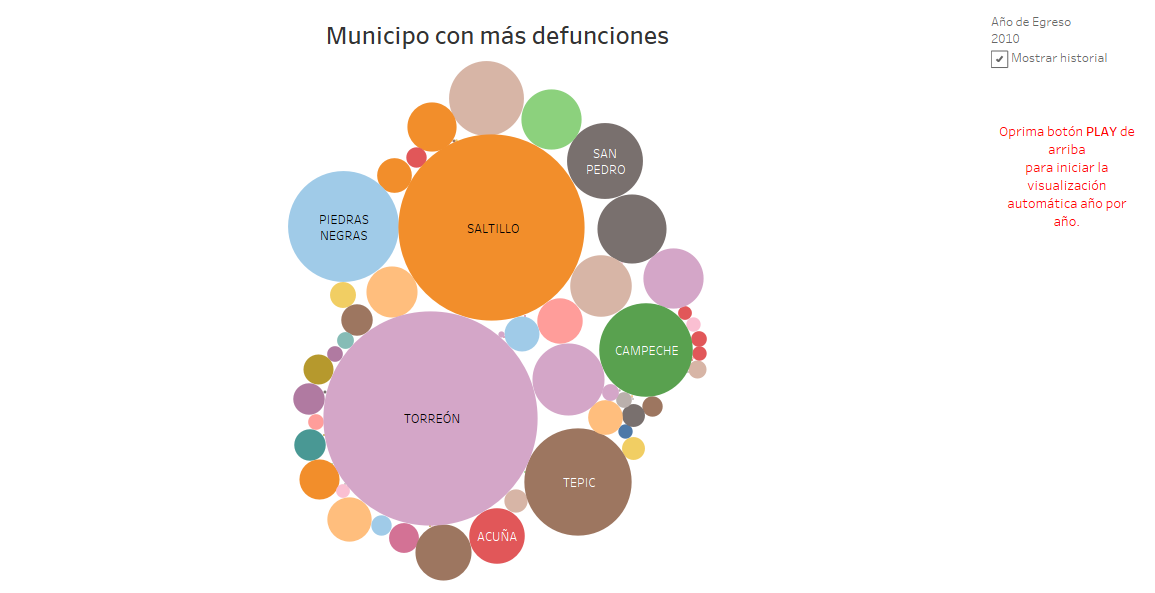 Municipo con más defunciones
Año de Egreso
2010
Mostrar historial
Oprima botón PLAY de
arriba
para iniciar la
visualización
automática año por
año.
SAN
PEDRO
PIEDRAS
NEGRAS
SALTILLO
CAMPECHE
TORREÓN
TEPIC
ACUÑA